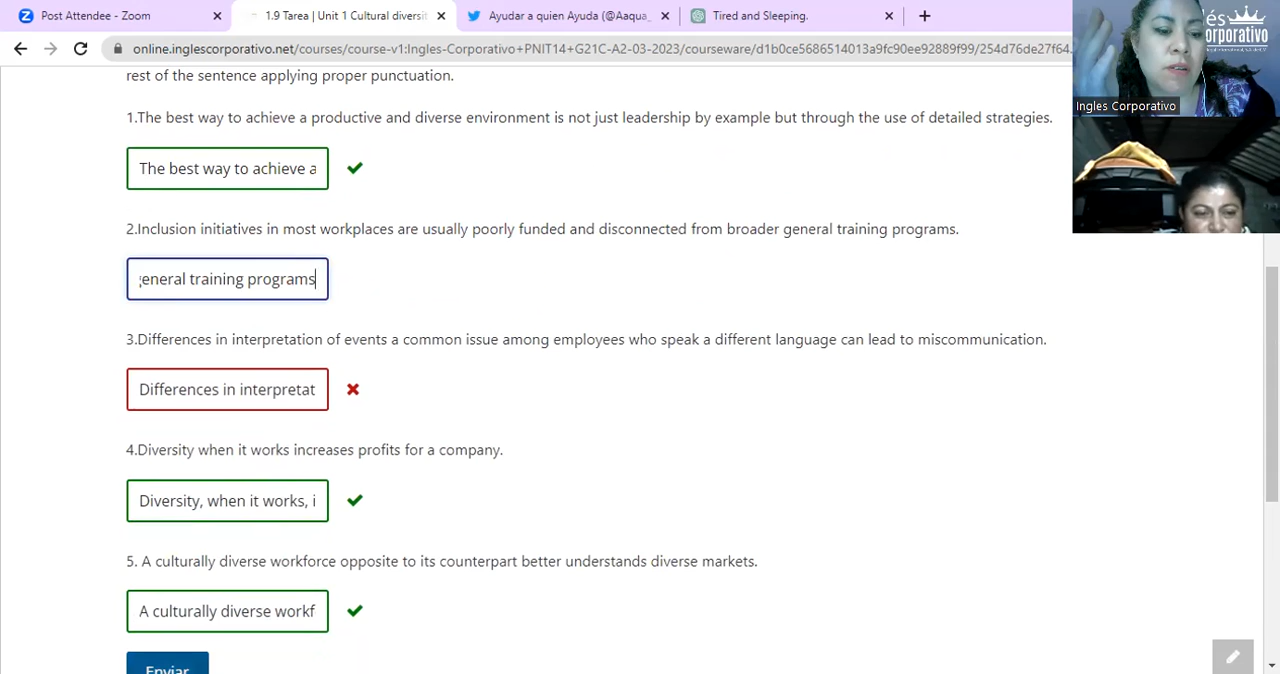 Post Attendee - Zoom
1.9 Tarea | Unit 1 Cultural diversit
Ayudar a quien Ayuda (@Aaqua_
Tired and Sleeping.
online.inglescorporativo.net/courses/course-v1:Ingles-Corporativo+PNIT14+G21C-A2-03-2023/courseware/d1b0ce5686514013a9fc90ee92889f99/254d76de27f64.
és
orporativo
Ingles Corporativo
rest of the sentence applying proper punctuation.
1.The best way to achieve a productive and diverse environment is not just leadership by example but through the use of detailed strategies.
The best way to achieve a
2.Inclusion initiatives in most workplaces are usually poorly funded and disconnected from broader general training programs.
general training programs
3.Differences in interpretation of events a common issue among employees who speak a different language can lead to miscommunication.
Differences in interpretat
4.Diversity when it works increases profits for a company.
Diversity, when it works, i
5. A culturally diverse workforce opposite to its counterpart better understands diverse markets.
A culturally diverse workf
Enviar